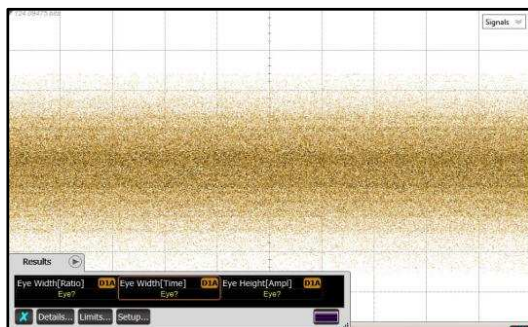 Signals
Results
Eye Width[Ratio] D1A Eye Width[Time] D1A Eye Height[Ampl] D1A
Eye? Eye? Eye?
X Details... Limits... Setup...